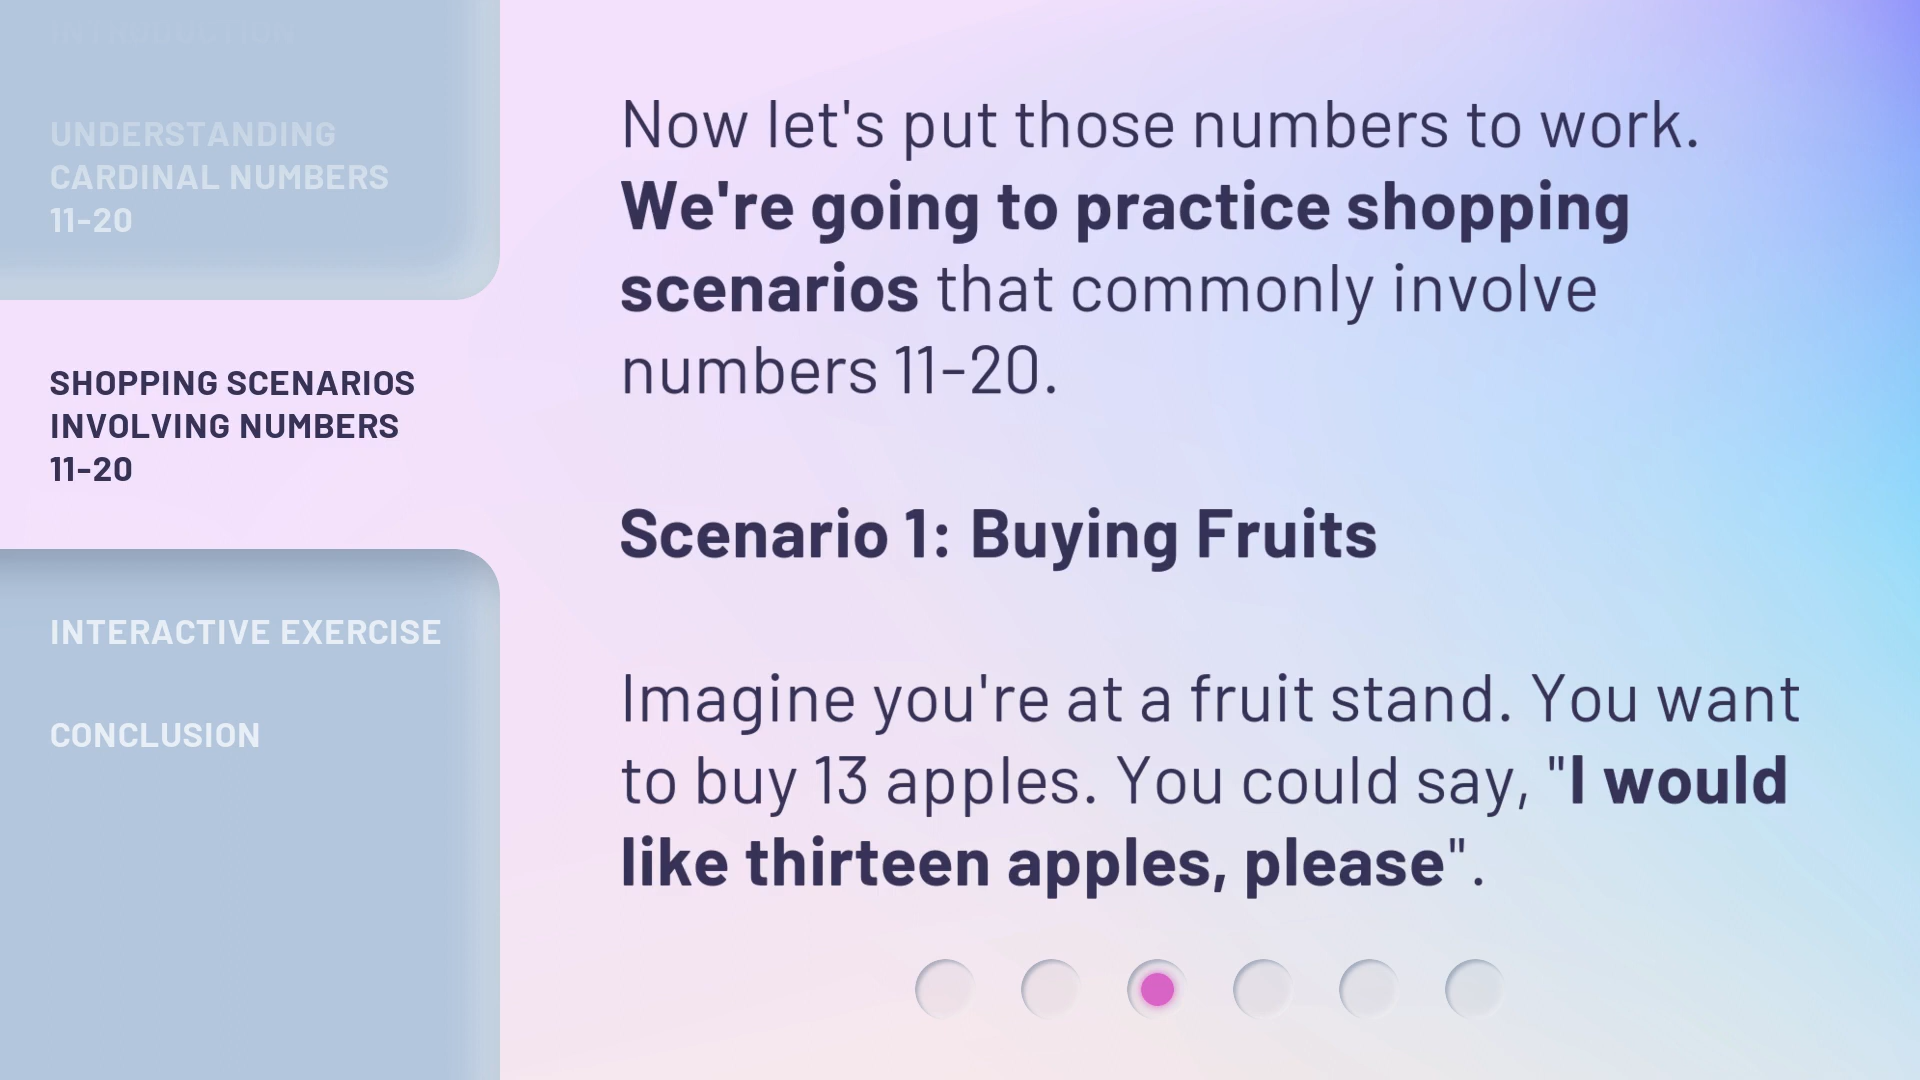 INTRODUCTION
UNDERSTANDING
CARDINAL NUMBERS
11-20
SHOPPING SCENARIOS
INVOLVING NUMBERS
11-20
INTERACTIVE EXERCISE
CONCLUSION
Now let's put those numbers to work.
We're going to practice shopping
scenarios that commonly involve
numbers 11-20.
Scenario 1: Buying Fruits
Imagine you're at a fruit stand. You want
to buy 13 apples. You could say, "I would
like thirteen apples, please".